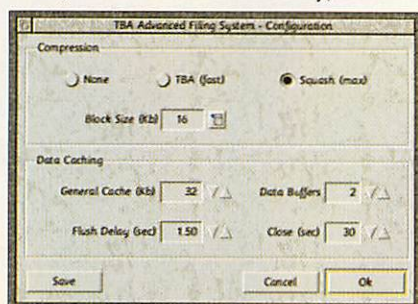 TBA Advanced Filing System - Configuration
Compression
None TBA (fast) Squash (max)
Block Size (Kb) 16
Data Caching
General Cache (Kb) 32 Data Buffers 2
Flush Delay (sec) 1.50 Close (sec) 30
Save Cancel Ok